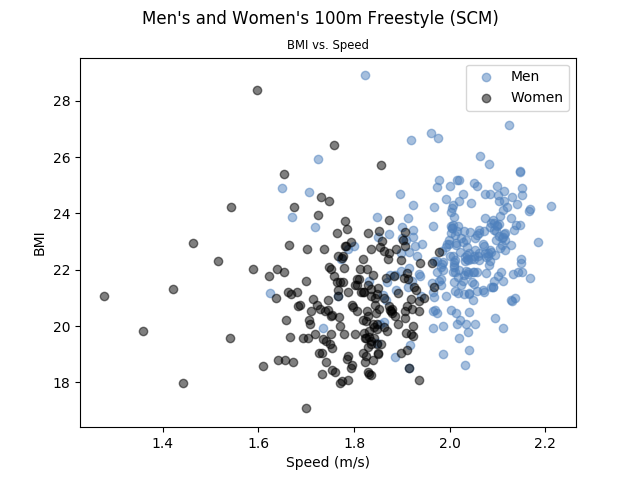 Men's and Women's 100m Freestyle (SCM)
BMI vs. Speed
Men
Women
28
26
24
22
20
18
BMI
1.4 1.6 1.8 2.0 2.2
Speed (m/s)